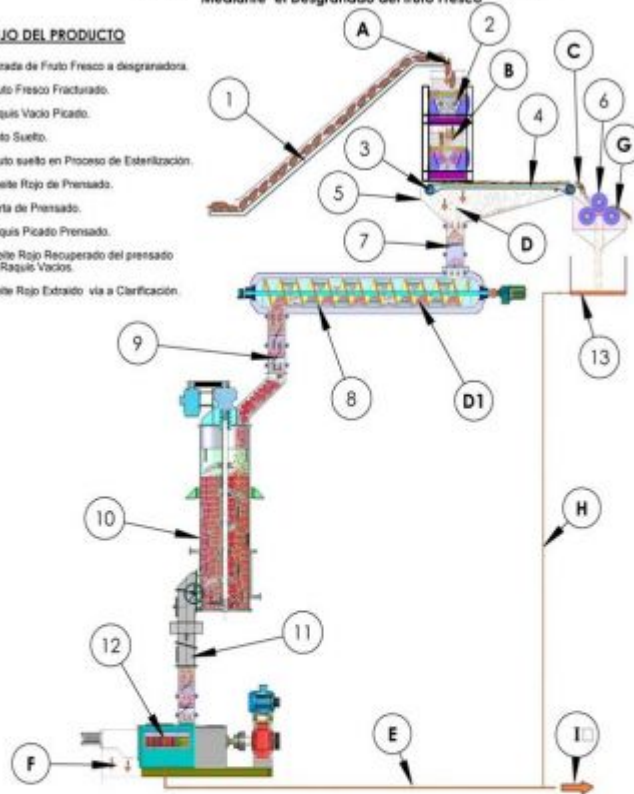 Mediante el Desgranado del fruto Fresco
JO DEL PRODUCTO
rada de Fruto Fresco a desgranadora.
uto Fresco Fracturado.
quis Vacio Picado.
to Suelto.
uto suelto en Proceso de Esterilización.
eite Rojo de Prensado.
rta de Prensado.
quis Picado Prensado.
eite Rojo Recuperado del prensado
Raquis Vacios.
ite Rojo Extraido via a Clarificación.
A
2
B
C
6
G
1
3
4
5
D
7
9
8
D1
13
10
H
11
12
F
E
I